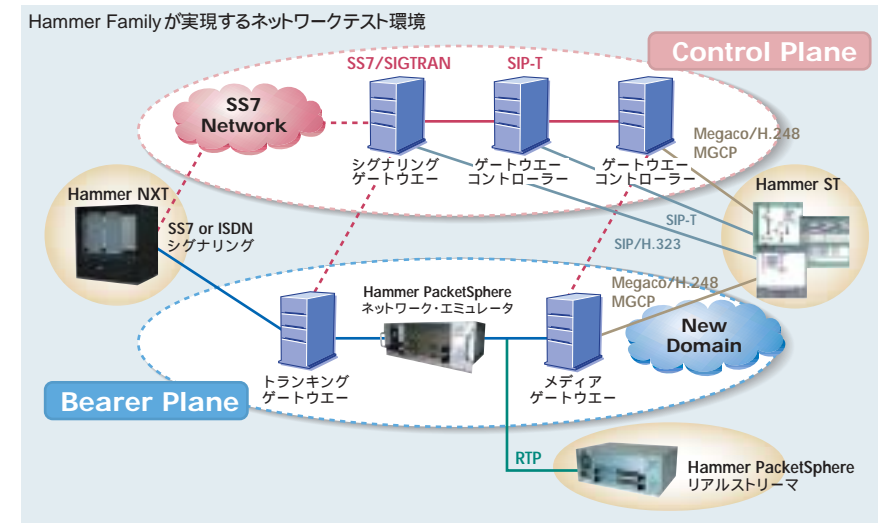 Hammer Familyが実現するネットワークテスト環境
Control Plane
SS7/SIGTRAN
SIP-T
SS7
Network
シグナリング
ゲートウエー
ゲートウエー
コントローラー
ゲートウエー
コントローラー
Megaco/H.248
MGCP
Hammer NXT
Hammer ST
SS7 or ISDN
シグナリング
SIP-T
SIP/H.323
Megaco/H.248
MGCP
Hammer PacketSphere
ネットワーク・エミュレータ
New
Domain
トランキング
ゲートウエー
メディア
ゲートウエー
Bearer Plane
RTP
Hammer PacketSphere
リアルストリーマ